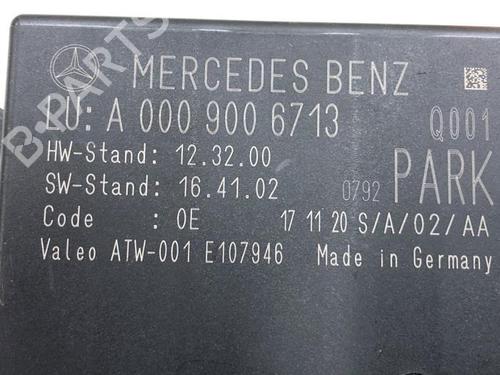 MERCEDES BENZ
LU: A 000 900 6713 Q001
HW-Stand: 12.32.00
SW-Stand: 16.41.02 0792 PARK
Code : 0E 17 11 20 S/A/02/AA
Valeo ATW-001 E107946 Made in Germany
B-PARTS